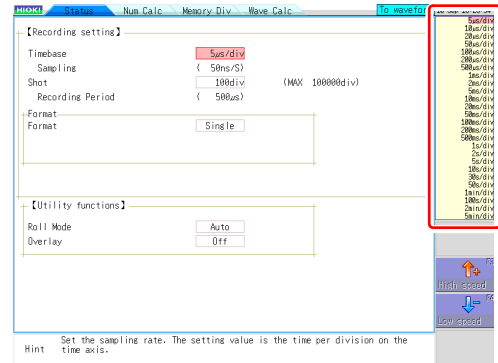 HIOKI Status Num Calc Memory Div Wave Calc To wavefor
【Recording setting】
Timebase 5µs/div
Sampling ( 50ns/S)
Shot 100div (MAX 100000div)
Recording Period ( 500µs)
Format
Format Single
【Utility functions】
Roll Mode Auto
Overlay Off
5µs/div
10µs/div
20µs/div
50µs/div
100µs/div
200µs/div
500µs/div
1ms/div
2ms/div
5ms/div
10ms/div
20ms/div
50ms/div
100ms/div
200ms/div
500ms/div
1s/div
2s/div
5s/div
10s/div
30s/div
50s/div
1min/div
100s/div
2min/div
5min/div
High speed
Low speed
Hint Set the sampling rate. The setting value is the time per division on the
time axis.